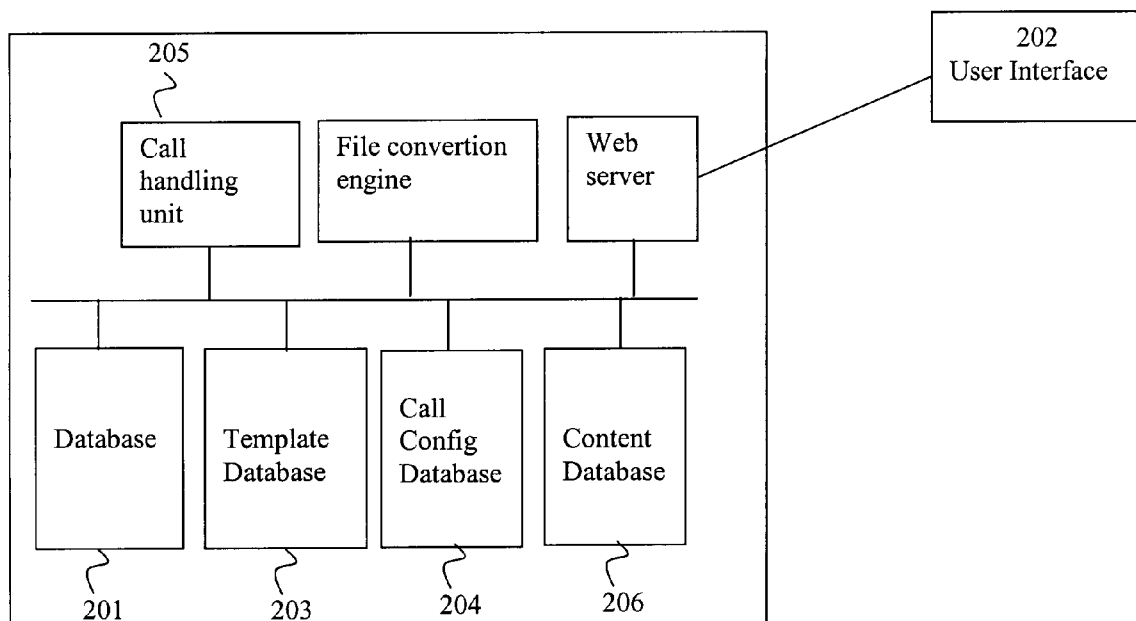 202
User Interface
205
Call
handling
unit
File convertion
engine
Web
server
Database
Template
Database
Call
Config
Database
Content
Database
201
203
204
206